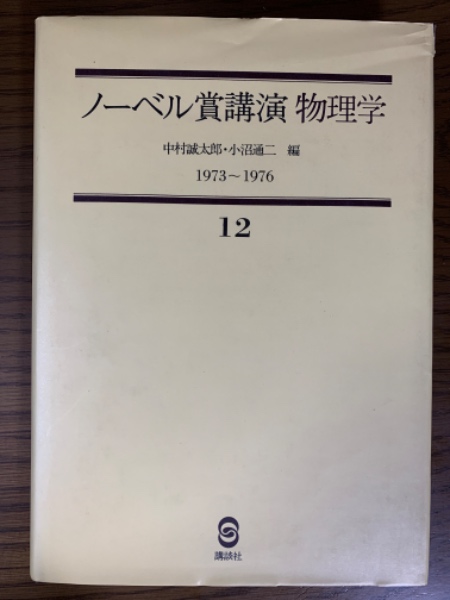 ノーベル賞講演 物理学
中村誠太郎・小沼通二 編
1973〜1976
12
講談社